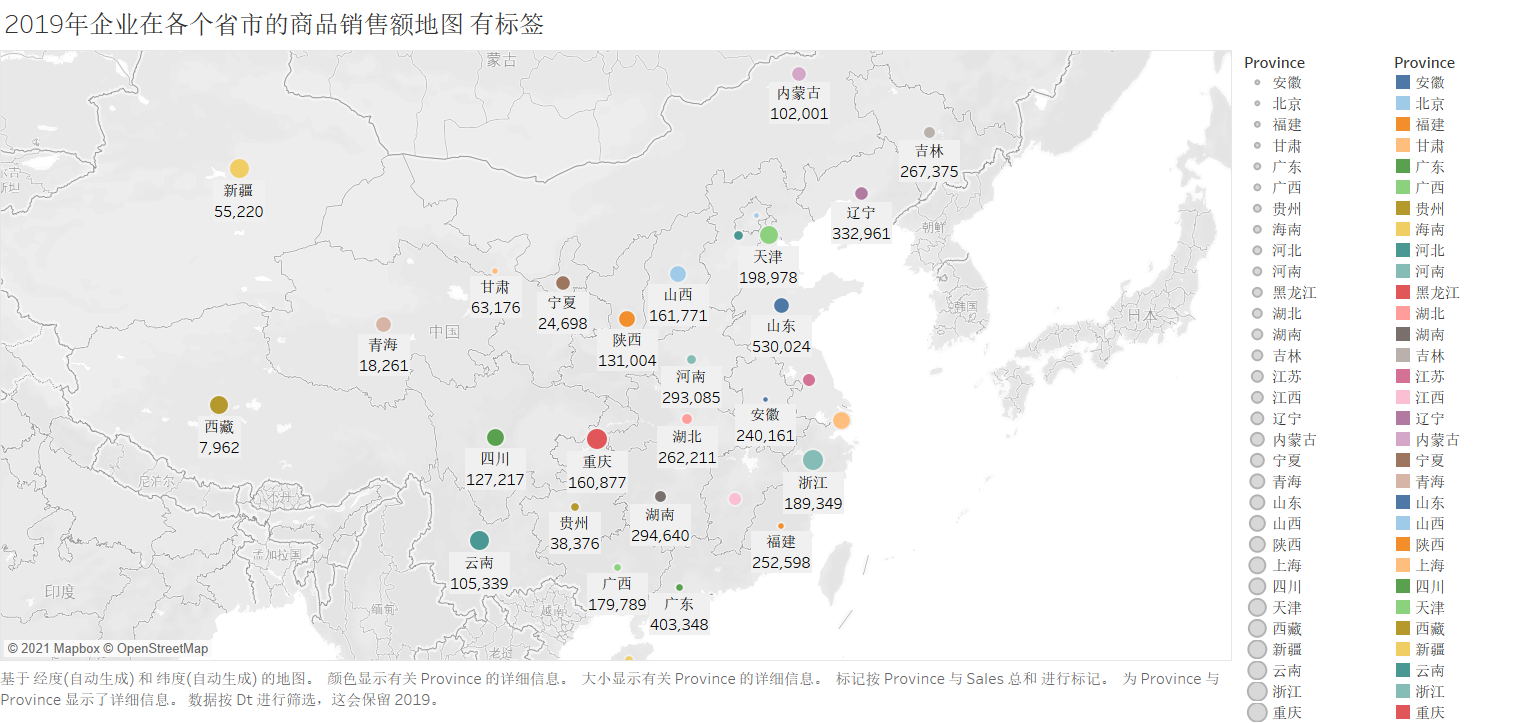 2019年企业在各个省市的商品销售额地图 有标签
蒙古
内蒙古
102,001
吉林
267,375
新疆
55,220
辽宁
332,961
朝鲜
天津
198,978
甘肃
63,176
宁夏
24,698
山西
161,771
韩国
日本
中国
青海
18,261
陕西
131,004
山东
530,024
河南
293,085
西藏
7,962
安徽
240,161
湖北
262,211
四川
127,217
重庆
160,877
浙江
189,349
尼泊尔
不丹
贵州
38,376
湖南
294,640
福建
252,598
孟加拉国
云南
105,339
印度
缅甸
越南
广西
179,789
广东
403,348
老挝
© 2021 Mapbox © OpenStreetMap
基于 经度(自动生成) 和 纬度(自动生成) 的地图。 颜色显示有关 Province 的详细信息。 大小显示有关 Province 的详细信息。 标记按 Province 与 Sales 总和 进行标记。 为 Province 与
Province 显示了详细信息。 数据按 Dt 进行筛选，这会保留 2019。
Province
安徽
北京
福建
甘肃
广东
广西
贵州
海南
河北
河南
黑龙江
湖北
湖南
吉林
江苏
江西
辽宁
内蒙古
宁夏
青海
山东
山西
陕西
上海
四川
天津
西藏
新疆
云南
浙江
重庆
Province
安徽
北京
福建
甘肃
广东
广西
贵州
海南
河北
河南
黑龙江
湖北
湖南
吉林
江苏
江西
辽宁
内蒙古
宁夏
青海
山东
山西
陕西
上海
四川
天津
西藏
新疆
云南
浙江
重庆